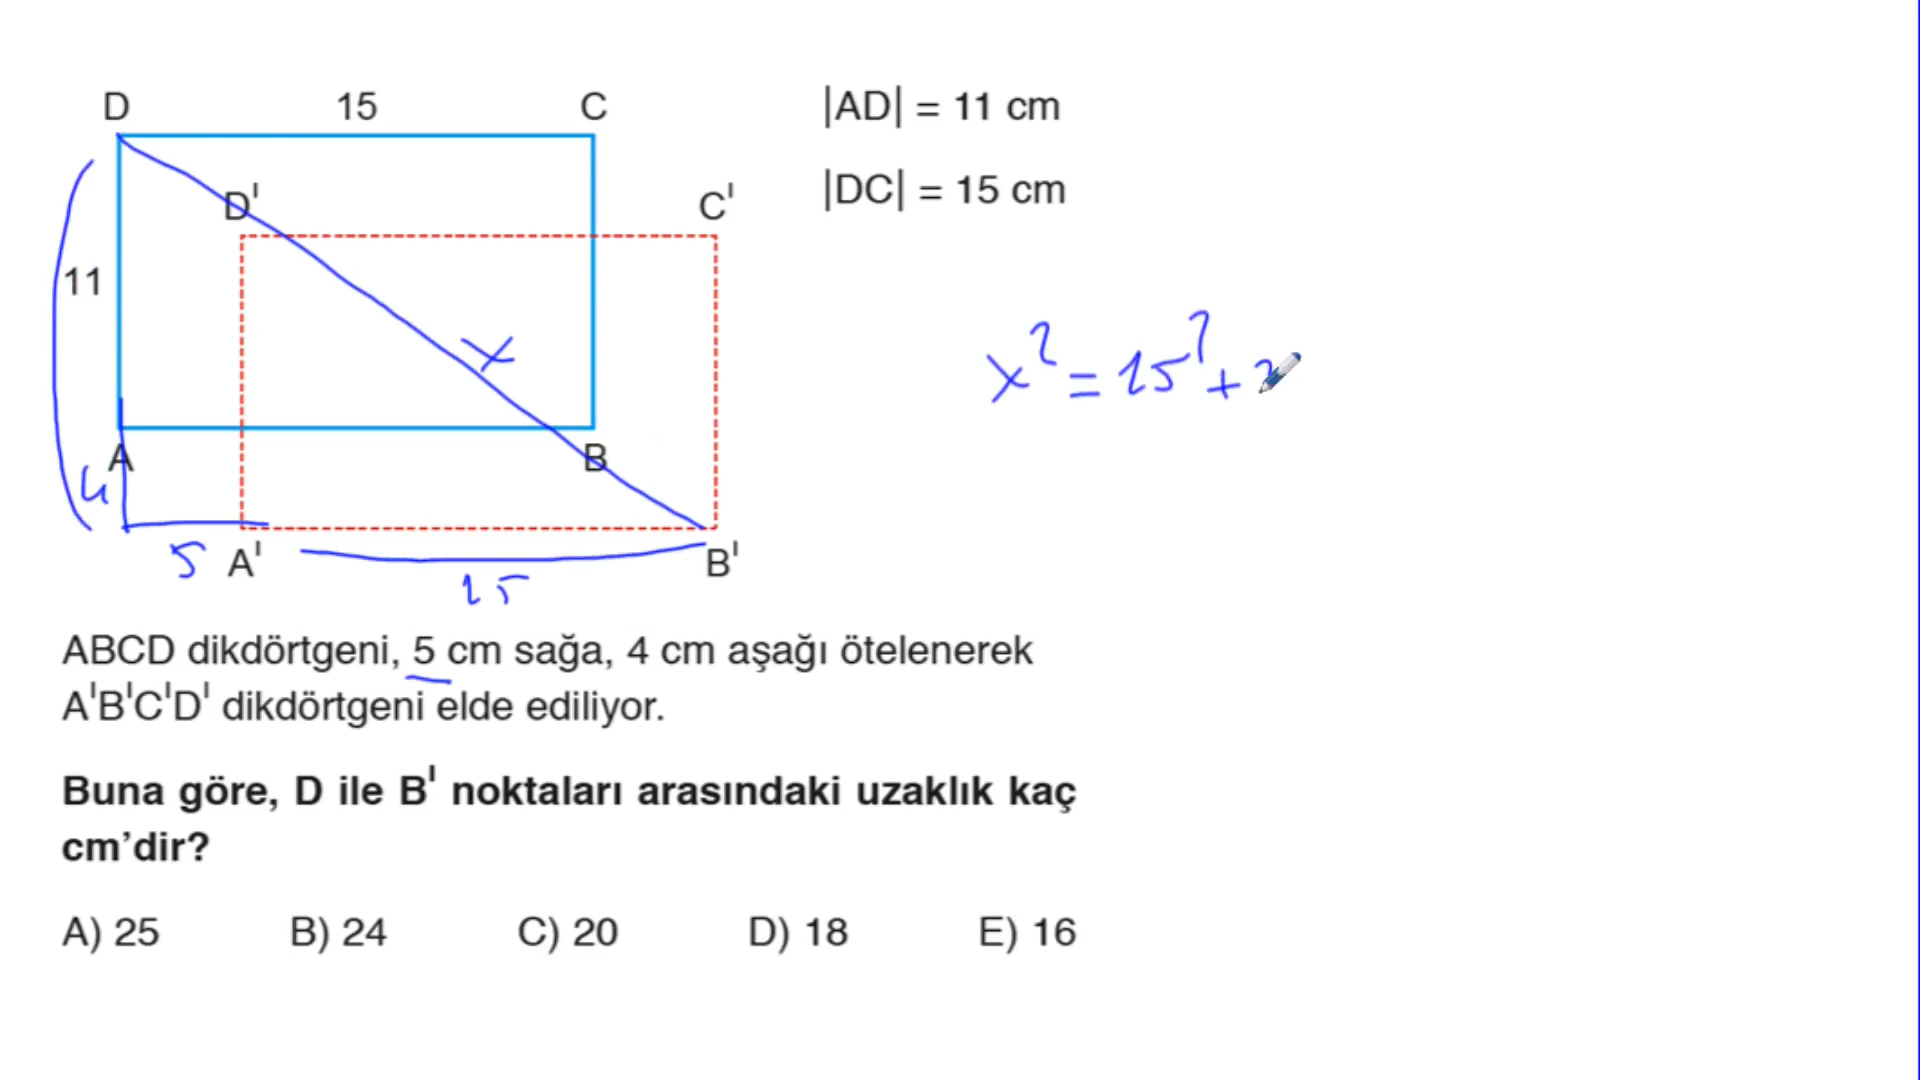 D 15 C
|AD| = 11 cm
D' C'
|DC| = 15 cm
11
x
x² = 15² + 2
A B
4
5 A' B'
15
ABCD dikdörtgeni, 5 cm sağa, 4 cm aşağı ötelenerek
A'B'C'D' dikdörtgeni elde ediliyor.
Buna göre, D ile B' noktaları arasındaki uzaklık kaç
cm'dir?
A) 25 B) 24 C) 20 D) 18 E) 16